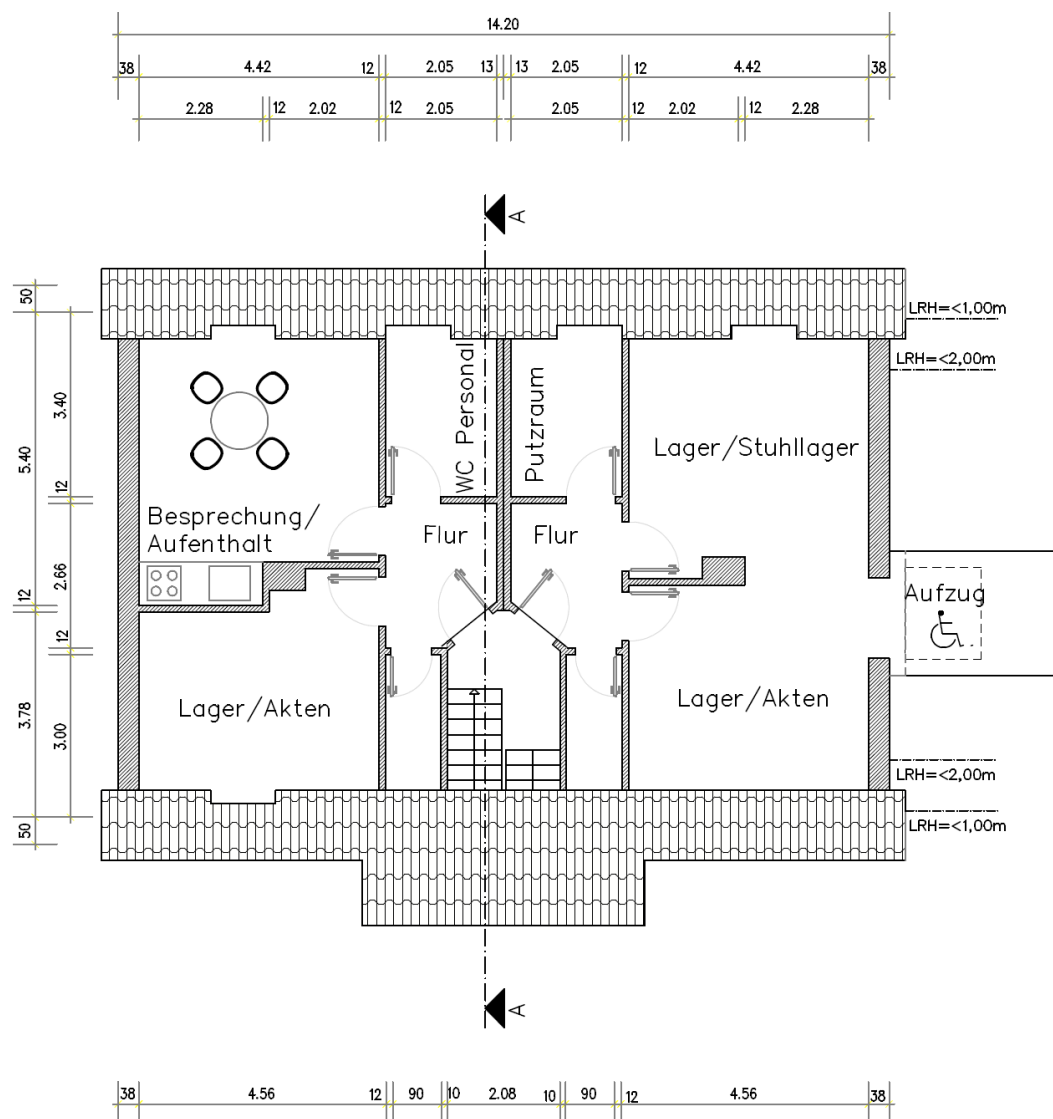 14.20
38 4.42 12 2.05 13 13 2.05 12 4.42 38
2.28 12 2.02 12 2.05 2.05 12 2.02 12 2.28
A
50
LRH=<1,00m
LRH=<2,00m
3.40
5.40
12
2.66
12
12
3.78
3.00
50
WC Personal
Putzraum
Lager/Stuhllager
Besprechung/
Aufenthalt
Flur
Flur
Aufzug
Lager/Akten
Lager/Akten
LRH=<2,00m
LRH=<1,00m
A
38 4.56 12 90 10 2.08 10 90 12 4.56 38